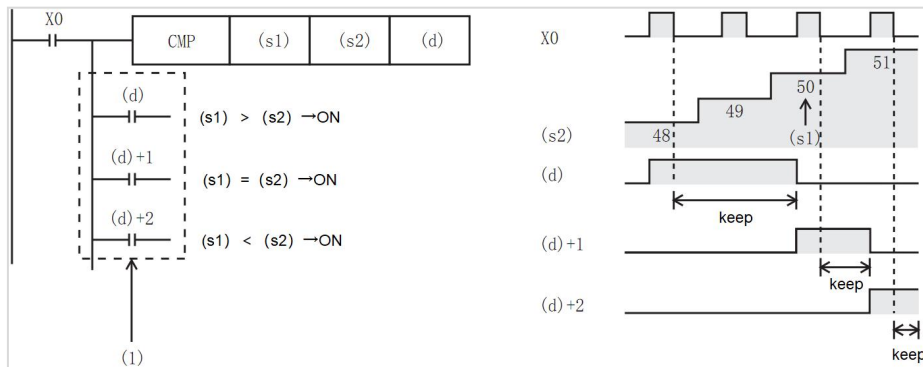 X0
CMP (s1) (s2) (d)
(d)
(s1) > (s2) →ON
(d)+1
(s1) = (s2) →ON
(d)+2
(s1) < (s2) →ON
(1)
X0
51
50
49
(s2) 48 (s1)
(d)
keep
(d)+1
keep
(d)+2
keep